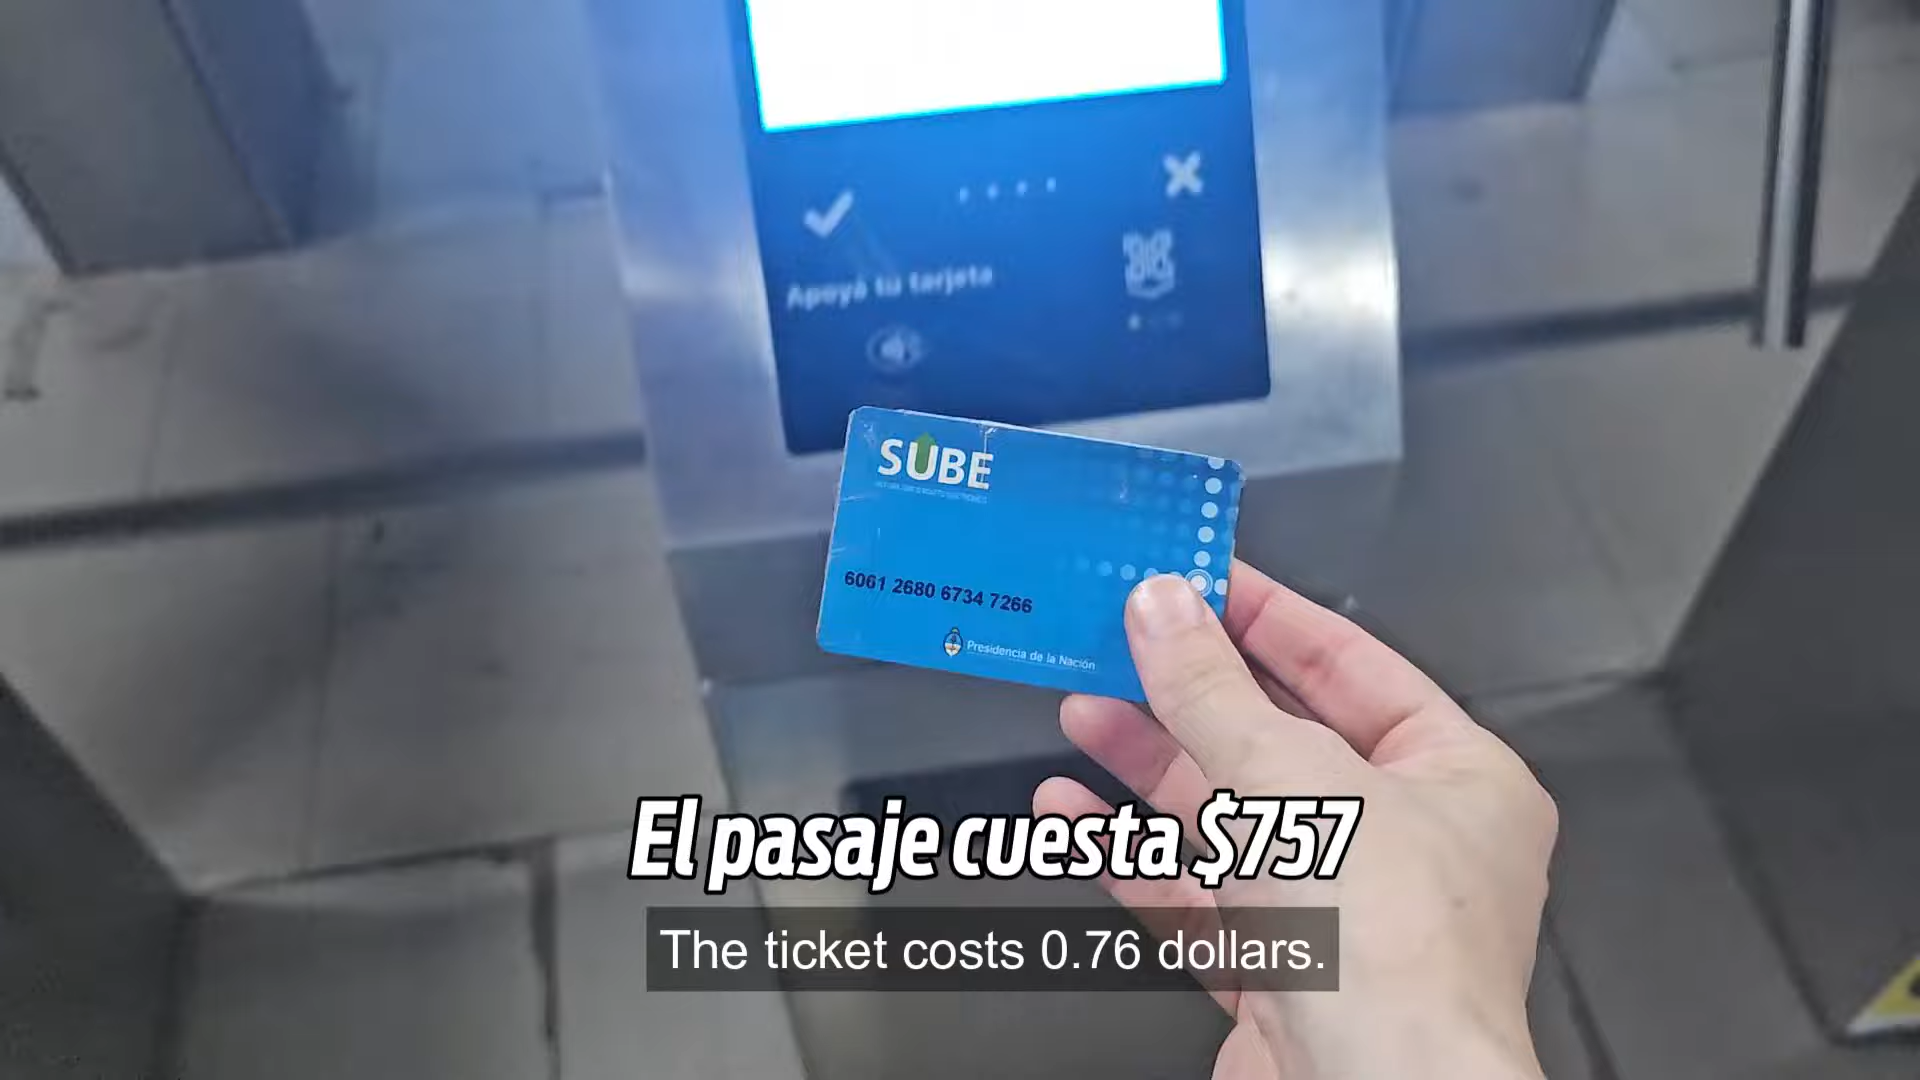 Apoyá tu tarjeta
SUBE
6061 2680 6734 7266
Presidencia de la Nación
El pasaje cuesta $757
The ticket costs 0.76 dollars.